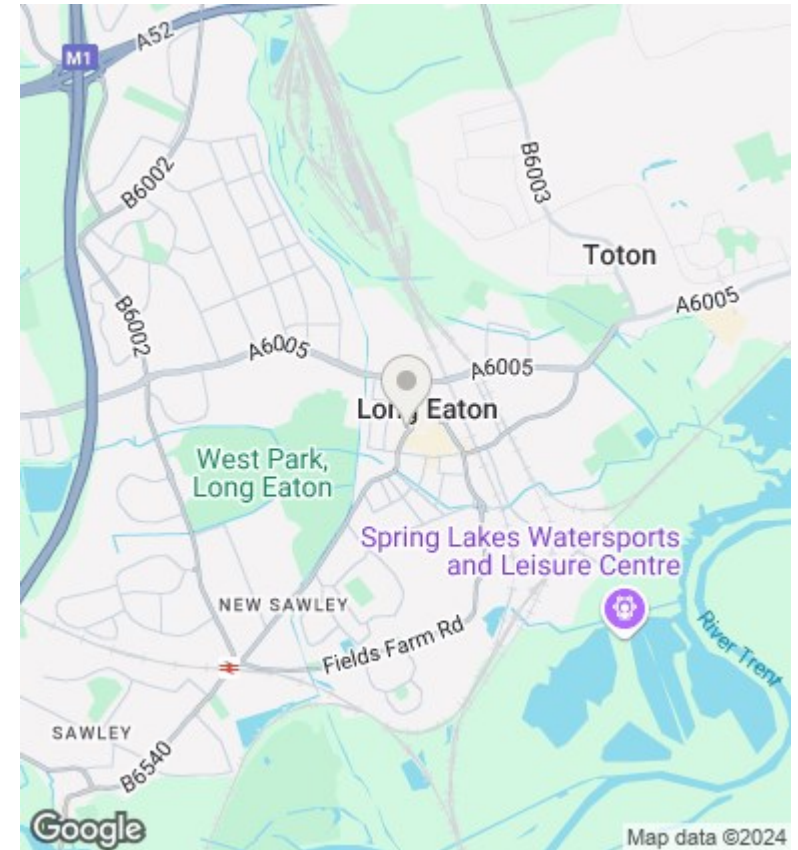 A52
M1
B6002
B6003
Toton
B6002
A6005
A6005
A6005
Long Eaton
West Park,
Long Eaton
Spring Lakes Watersports
and Leisure Centre
NEW SAWLEY
River Trent
Fields Farm Rd
SAWLEY
B6540
Google
Map data ©2024